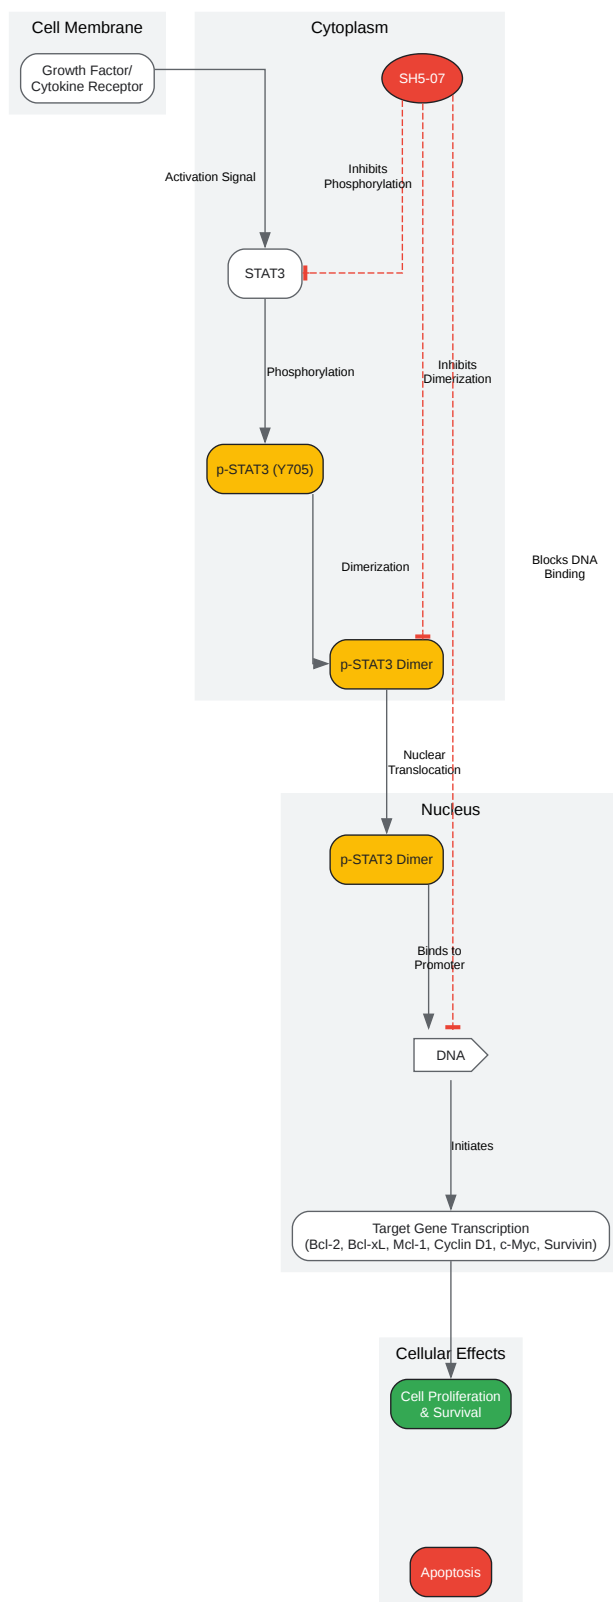 Cell Membrane
Cytoplasm
Growth Factor/
Cytokine Receptor
SH5-07
Activation Signal
Inhibits
Phosphorylation
STAT3
Phosphorylation
Inhibits
Dimerization
p-STAT3 (Y705)
Dimerization
Blocks DNA
Binding
p-STAT3 Dimer
Nuclear
Translocation
Nucleus
p-STAT3 Dimer
Binds to
Promoter
DNA
Initiates
Target Gene Transcription
(Bcl-2, Bcl-xL, Mcl-1, Cyclin D1, c-Myc, Survivin)
Cellular Effects
Cell Proliferation
& Survival
Apoptosis